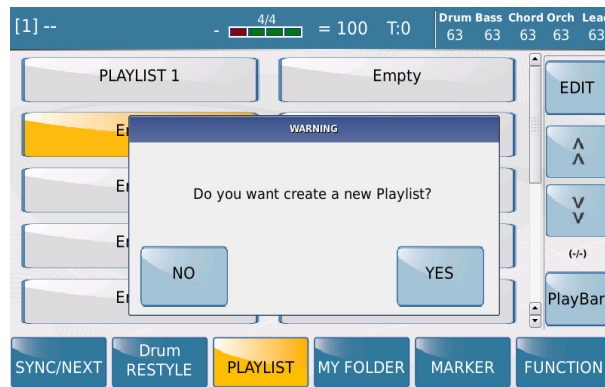 [1] -- - 4/4 = 100 T:0 Drum Bass Chord Orch Lead
63 63 63 63 63
PLAYLIST 1 Empty EDIT
WARNING
Do you want create a new Playlist?
NO YES
(-/-)
PlayBar
SYNC/NEXT Drum RESTYLE PLAYLIST MY FOLDER MARKER FUNCTION